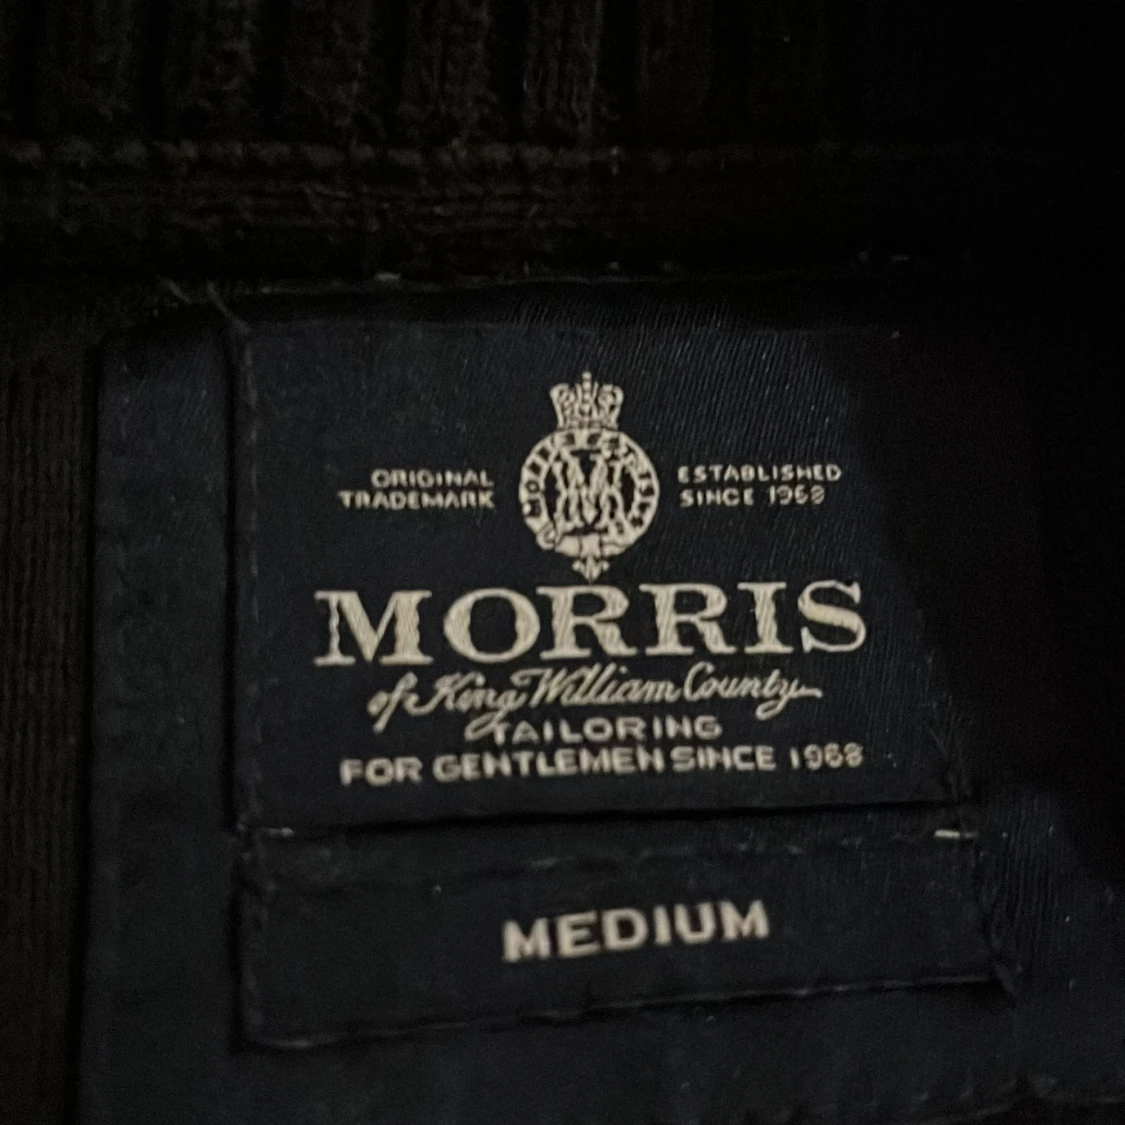 ORIGINAL
TRADEMARK
ESTABLISHED
SINCE 1968
MORRIS
of King William County
TAILORING
FOR GENTLEMEN SINCE 1968
MEDIUM